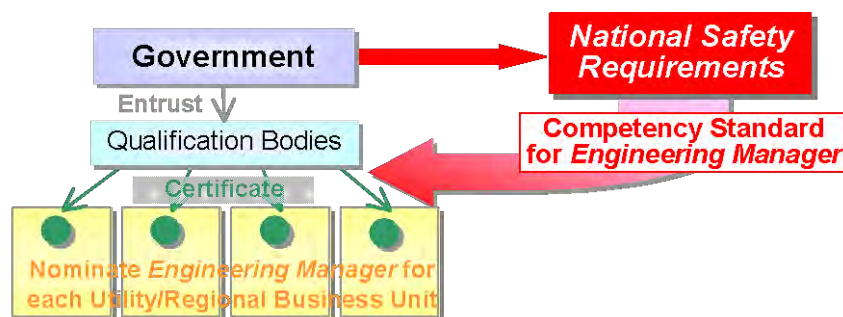 Government
National Safety
Requirements
Entrust
Qualification Bodies
Competency Standard
for Engineering Manager
Certificate
Nominate Engineering Manager for
each Utility/Regional Business Unit